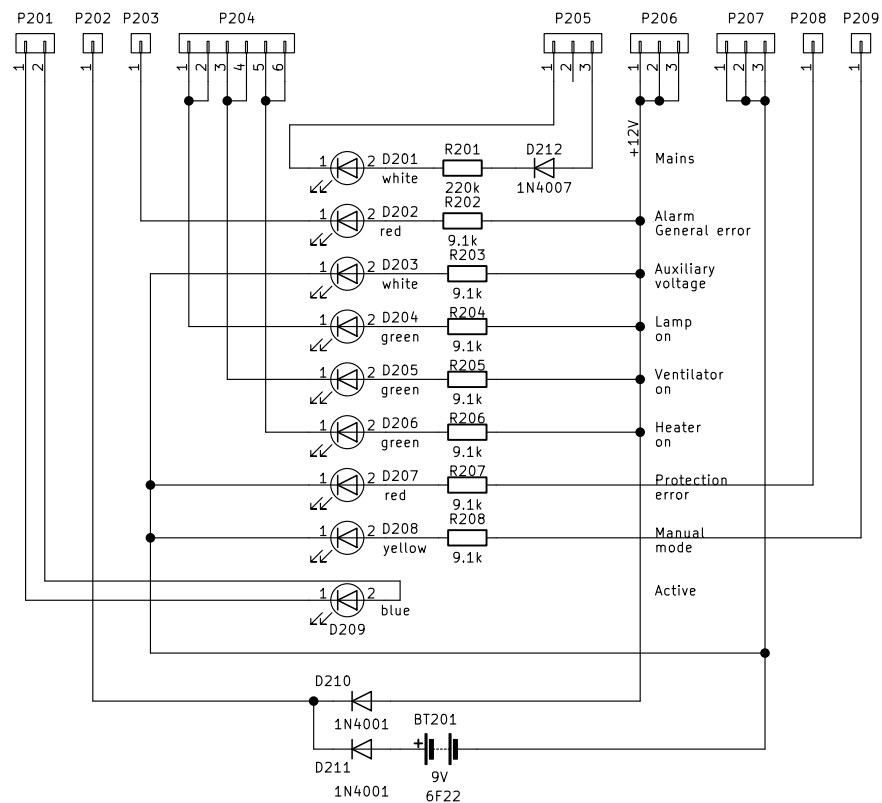 P201 P202 P203 P204 P205 P206 P207 P208 P209
1 2 1 1 1 2 3 4 5 6 1 2 3 1 2 3 1 2 3 1 1
+12V
1 2 D201 white R201 220k D212 1N4007 Mains
1 2 D202 red R202 9.1k Alarm
General error
1 2 D203 white R203 9.1k Auxiliary
voltage
1 2 D204 green R204 9.1k Lamp
on
1 2 D205 green R205 9.1k Ventilator
on
1 2 D206 green R206 9.1k Heater
on
1 2 D207 red R207 9.1k Protection
error
1 2 D208 yellow R208 9.1k Manual
mode
1 2 blue D209 Active
D210
1N4001
BT201
+
D211
1N4001
9V
6F22